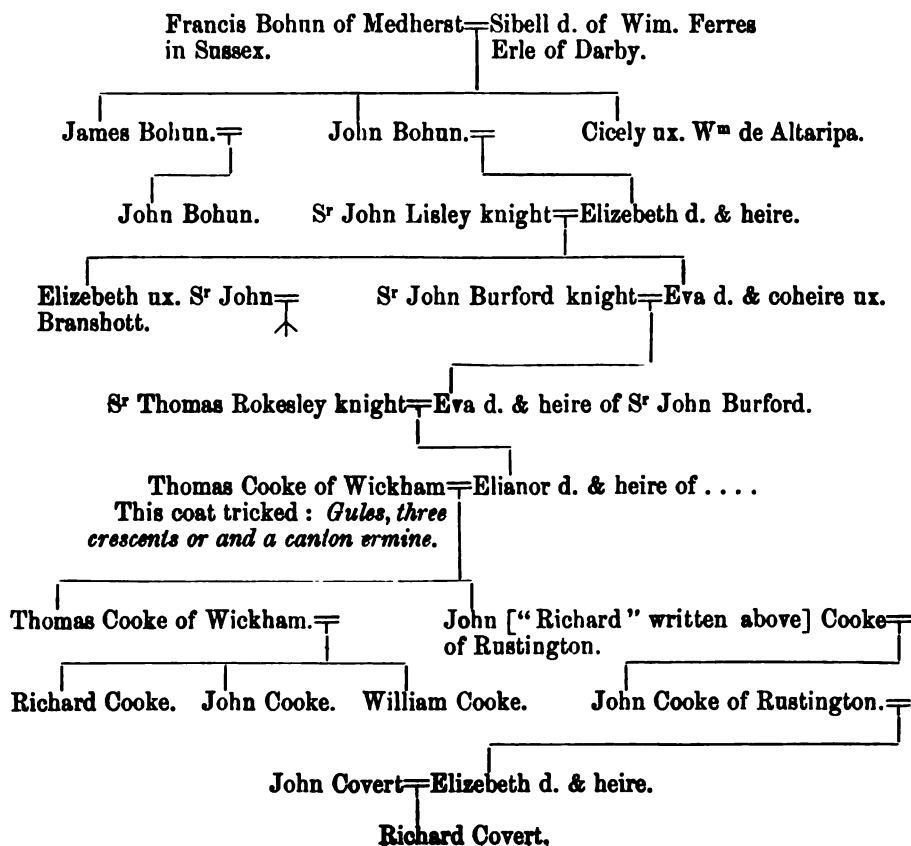 Francis Bohun of Medherst=Sibell d. of Wim. Ferres
in Sussex. Erle of Darby.
James Bohun.= John Bohun.= Cicely ux. Wᵐ de Altaripa.
John Bohun. Sʳ John Lisley knight=Elizebeth d. & heire.
Elizebeth ux. Sʳ John= Sʳ John Burford knight=Eva d. & coheire ux.
Branshott.
Sʳ Thomas Rokesley knight=Eva d. & heire of Sʳ John Burford.
Thomas Cooke of Wickham=Elianor d. & heire of . . . .
This coat tricked : Gules, three
crescents or and a canton ermine.
Thomas Cooke of Wickham.= John [“Richard” written above] Cooke=
of Rustington.
Richard Cooke. John Cooke. William Cooke. John Cooke of Rustington.=
John Covert=Elizebeth d. & heire.
Richard Covert.